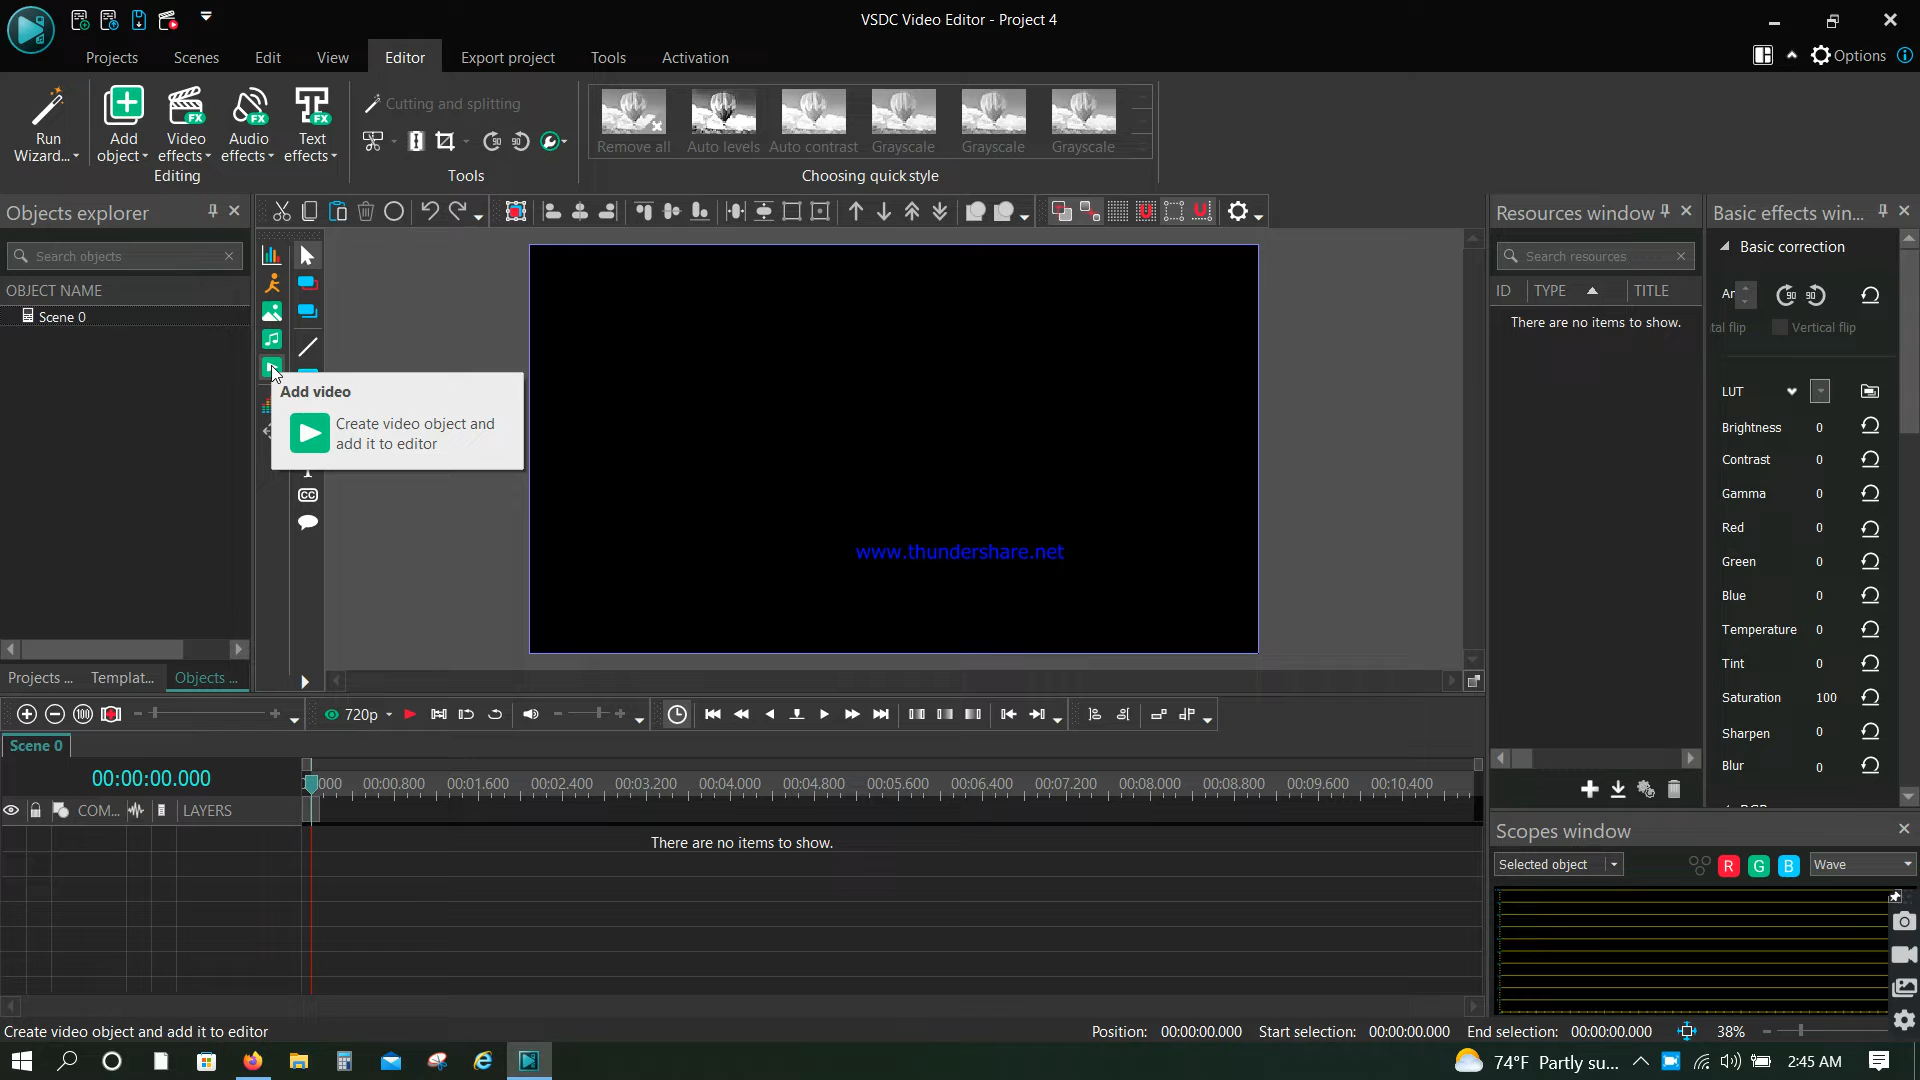 VSDC Video Editor - Project 4
Projects
Scenes
Edit
View
Editor
Export project
Tools
Activation
Options
Run
Wizard...
Add
object
Video
effects
Audio
effects
Text
effects
Editing
Cutting and splitting
Tools
Remove all
Auto levels
Auto contrast
Grayscale
Grayscale
Grayscale
Choosing quick style
Objects explorer
Search objects
OBJECT NAME
Scene 0
Add video
Create video object and
add it to editor
CC
www.thundershare.net
Resources window
Search resources
ID
TYPE
TITLE
There are no items to show.
Basic effects win...
Basic correction
Ar
90
90
tal flip
Vertical flip
LUT
Brightness 0
Contrast 0
Gamma 0
Red 0
Green 0
Blue 0
Temperature 0
Tint 0
Saturation 100
Sharpen 0
Blur 0
Projects ...
Templat...
Objects ...
100
720p
Scene 0
00:00:00.000
000
00:00.800
00:01.600
00:02.400
00:03.200
00:04.000
00:04.800
00:05.600
00:06.400
00:07.200
00:08.000
00:08.800
00:09.600
00:10.400
COM...
LAYERS
There are no items to show.
Scopes window
Selected object
R
G
B
Wave
Create video object and add it to editor
Position: 00:00:00.000
Start selection: 00:00:00.000
End selection: 00:00:00.000
38%
74°F Partly su...
2:45 AM